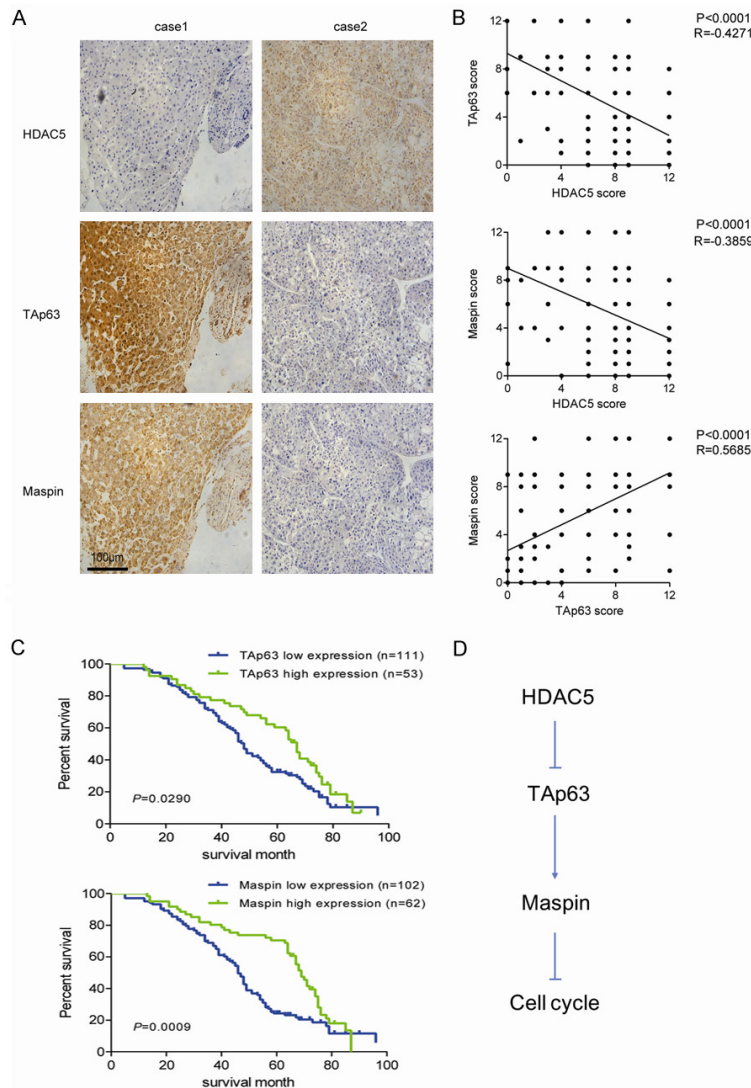 A
case1
case2
HDAC5
TAp63
Maspin
100μm
B
P<0.0001
R=-0.4271
TAp63 score
12
8
4
0
0
4
8
12
HDAC5 score
P<0.0001
R=-0.3859
Maspin score
12
8
4
0
0
4
8
12
HDAC5 score
P<0.0001
R=0.5685
Maspin score
12
8
4
0
0
4
8
12
TAp63 score
C
TAp63 low expression (n=111)
TAp63 high expression (n=53)
Percent survival
100
80
60
40
20
0
P=0.0290
0
20
40
60
80
100
survival month
Maspin low expression (n=102)
Maspin high expression (n=62)
Percent survival
100
80
60
40
20
0
P=0.0009
0
20
40
60
80
100
survival month
D
HDAC5
TAp63
Maspin
Cell cycle